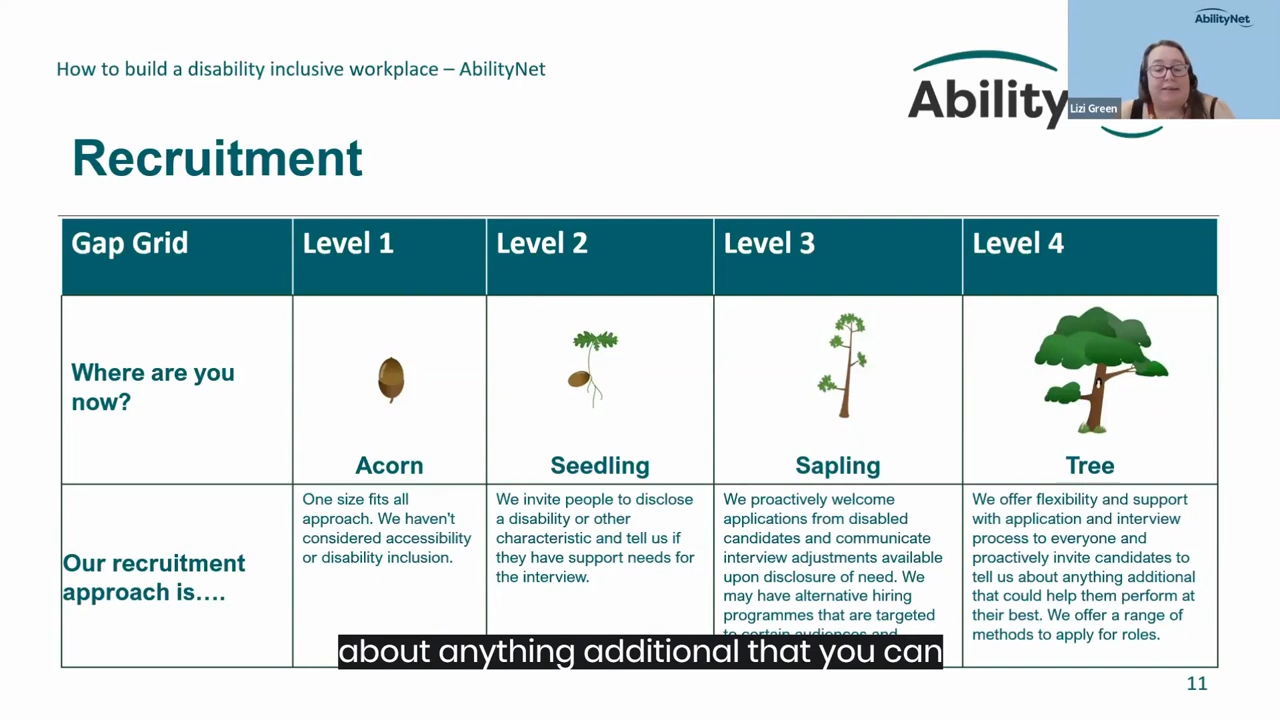 How to build a disability inclusive workplace – AbilityNet
Ability
AbilityNet
Lizi Green
Recruitment
Gap Grid
Level 1
Level 2
Level 3
Level 4
Where are you
now?
Acorn
Seedling
Sapling
Tree
Our recruitment
approach is....
One size fits all
approach. We haven't
considered accessibility
or disability inclusion.
We invite people to disclose
a disability or other
characteristic and tell us if
they have support needs for
the interview.
We proactively welcome
applications from disabled
candidates and communicate
interview adjustments available
upon disclosure of need. We
may have alternative hiring
programmes that are targeted
to certain audiences and
We offer flexibility and support
with application and interview
process to everyone and
proactively invite candidates to
tell us about anything additional
that could help them perform at
their best. We offer a range of
methods to apply for roles.
about anything additional that you can
11